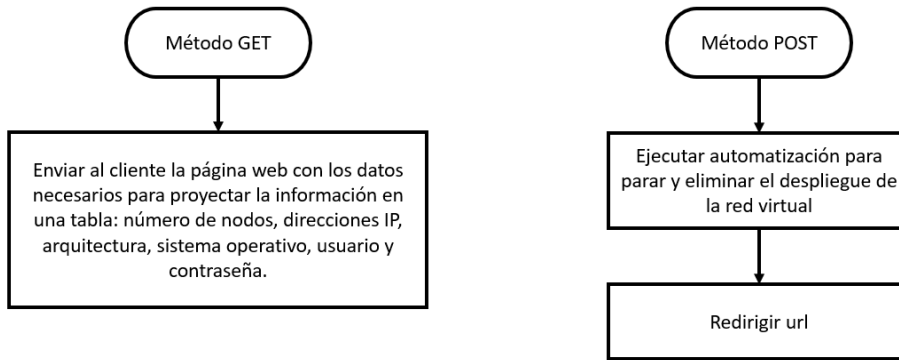 Método GET
Enviar al cliente la página web con los datos
necesarios para proyectar la información en
una tabla: número de nodos, direcciones IP,
arquitectura, sistema operativo, usuario y
contraseña.
Método POST
Ejecutar automatización para
parar y eliminar el despliegue de
la red virtual
Redirigir url